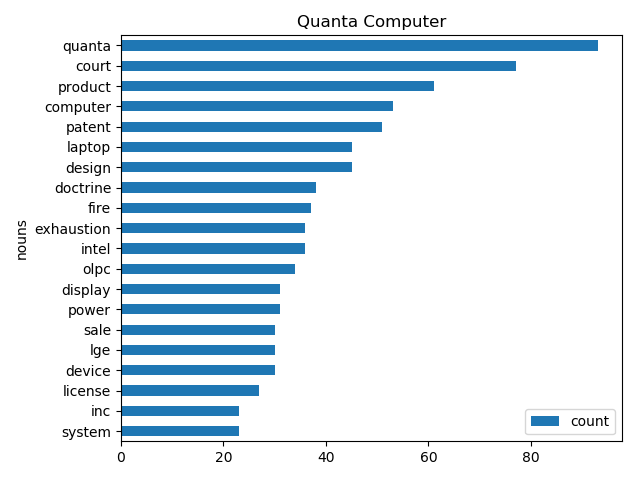 Quanta Computer
quanta
court
product
computer
patent
laptop
design
doctrine
fire
exhaustion
intel
olpc
display
power
sale
lge
device
license
inc
system
nouns
0 20 40 60 80
count